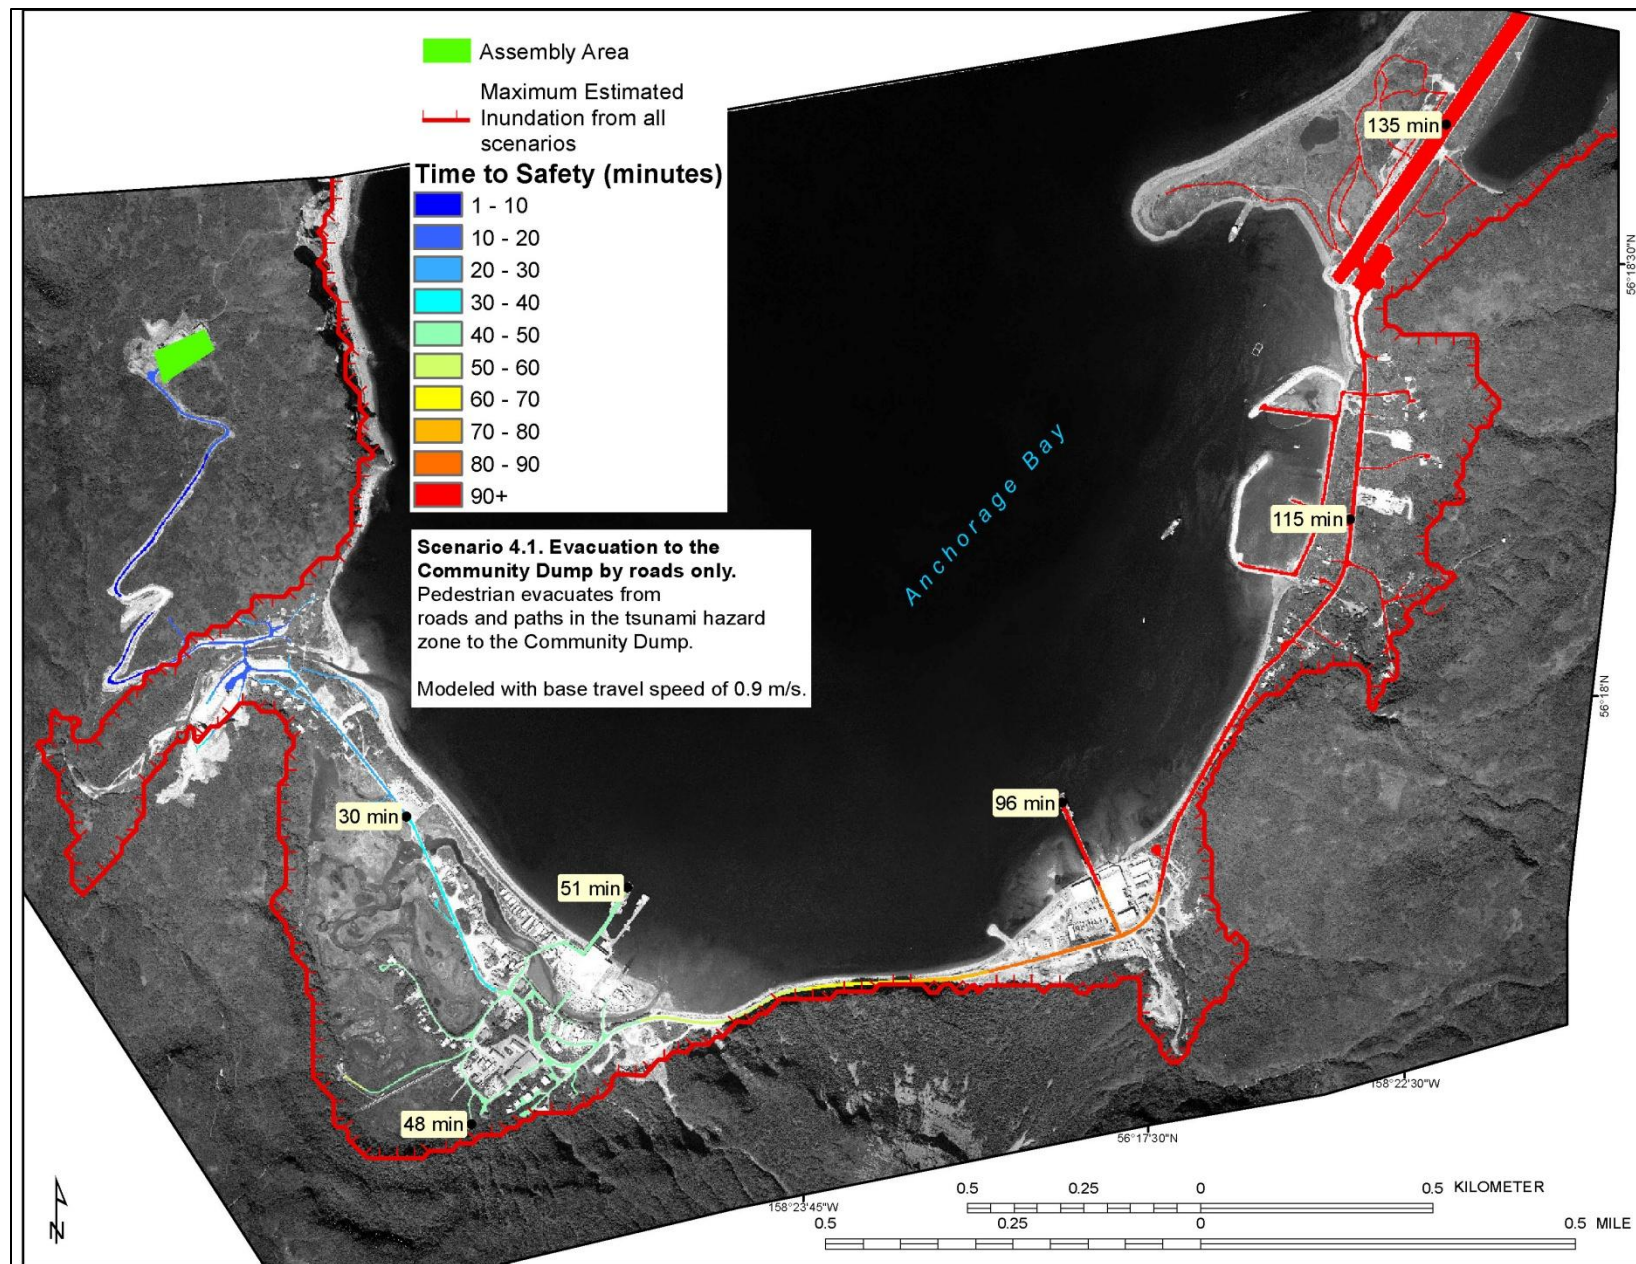 Assembly Area
Maximum Estimated
Inundation from all
scenarios
Time to Safety (minutes)
1 - 10
10 - 20
20 - 30
30 - 40
40 - 50
50 - 60
60 - 70
70 - 80
80 - 90
90+
Scenario 4.1. Evacuation to the
Community Dump by roads only.
Pedestrian evacuates from
roads and paths in the tsunami hazard
zone to the Community Dump.
Modeled with base travel speed of 0.9 m/s.
Anchorage Bay
135 min
56°18'30"N
115 min
56°18'N
96 min
30 min
51 min
48 min
158°22'30"W
56°17'30"N
158°23'45"W
N
0.5 0.25 0 0.5 KILOMETER
0.5 0.25 0 0.5 MILE